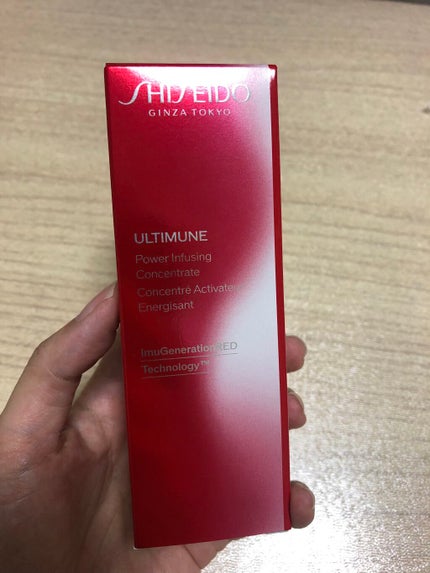 SHISEIDO
GINZA TOKYO
ULTIMUNE
Power Infusing
Concentrate
Concentré Activateur
Energisant
ImuGenerationRED
Technology™